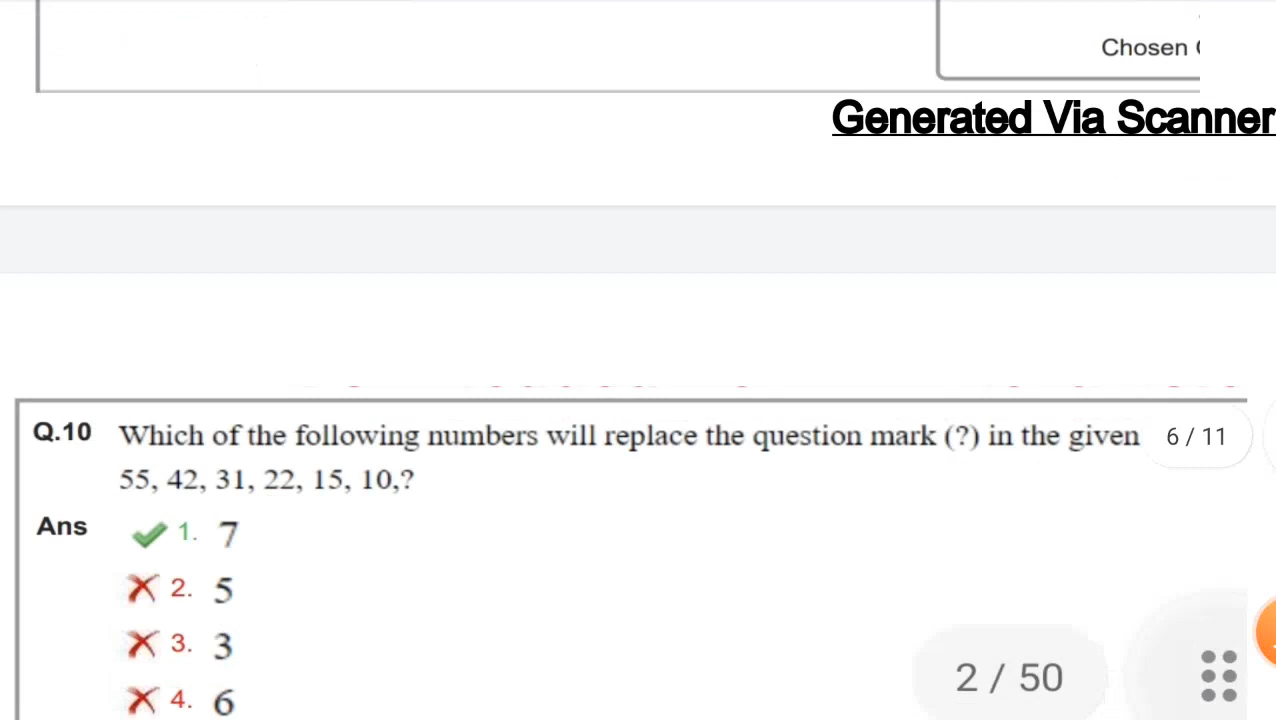 Chosen
Generated Via Scanner
Q.10 Which of the following numbers will replace the question mark (?) in the given
6 / 11
55, 42, 31, 22, 15, 10,?
Ans 1. 7
2. 5
3. 3
4. 6
2 / 50